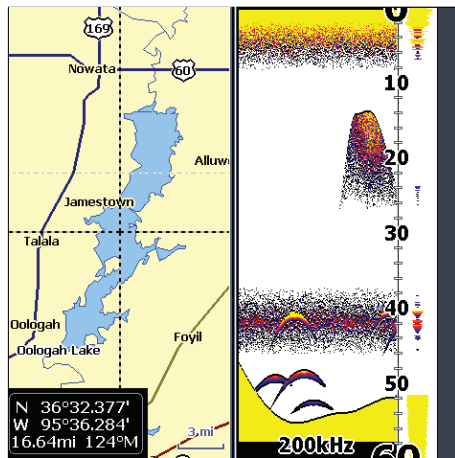 169
Nowata
60
Alluw
Jamestown
Talala
Oologah
Oologah Lake
Foyil
N 36°32.377'
W 95°36.284'
16.64mi 124°M
3 mi
0
10
20
30
40
50
60
200kHz